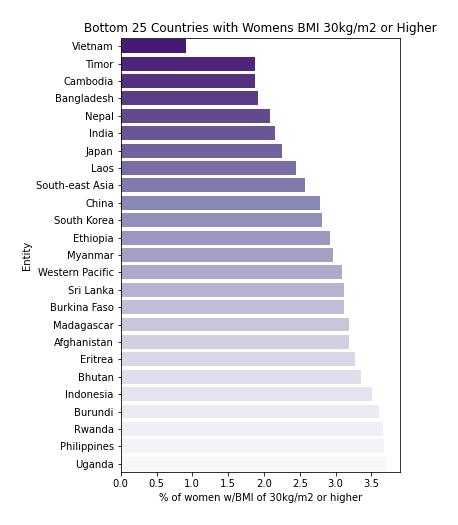 Bottom 25 Countries with Womens BMI 30kg/m2 or Higher
Vietnam
Timor
Cambodia
Bangladesh
Nepal
India
Japan
Laos
South-east Asia
China
South Korea
Ethiopia
Myanmar
Western Pacific
Sri Lanka
Burkina Faso
Madagascar
Afghanistan
Eritrea
Bhutan
Indonesia
Burundi
Rwanda
Philippines
Uganda
Entity
0.0 0.5 1.0 1.5 2.0 2.5 3.0 3.5
% of women w/BMI of 30kg/m2 or higher